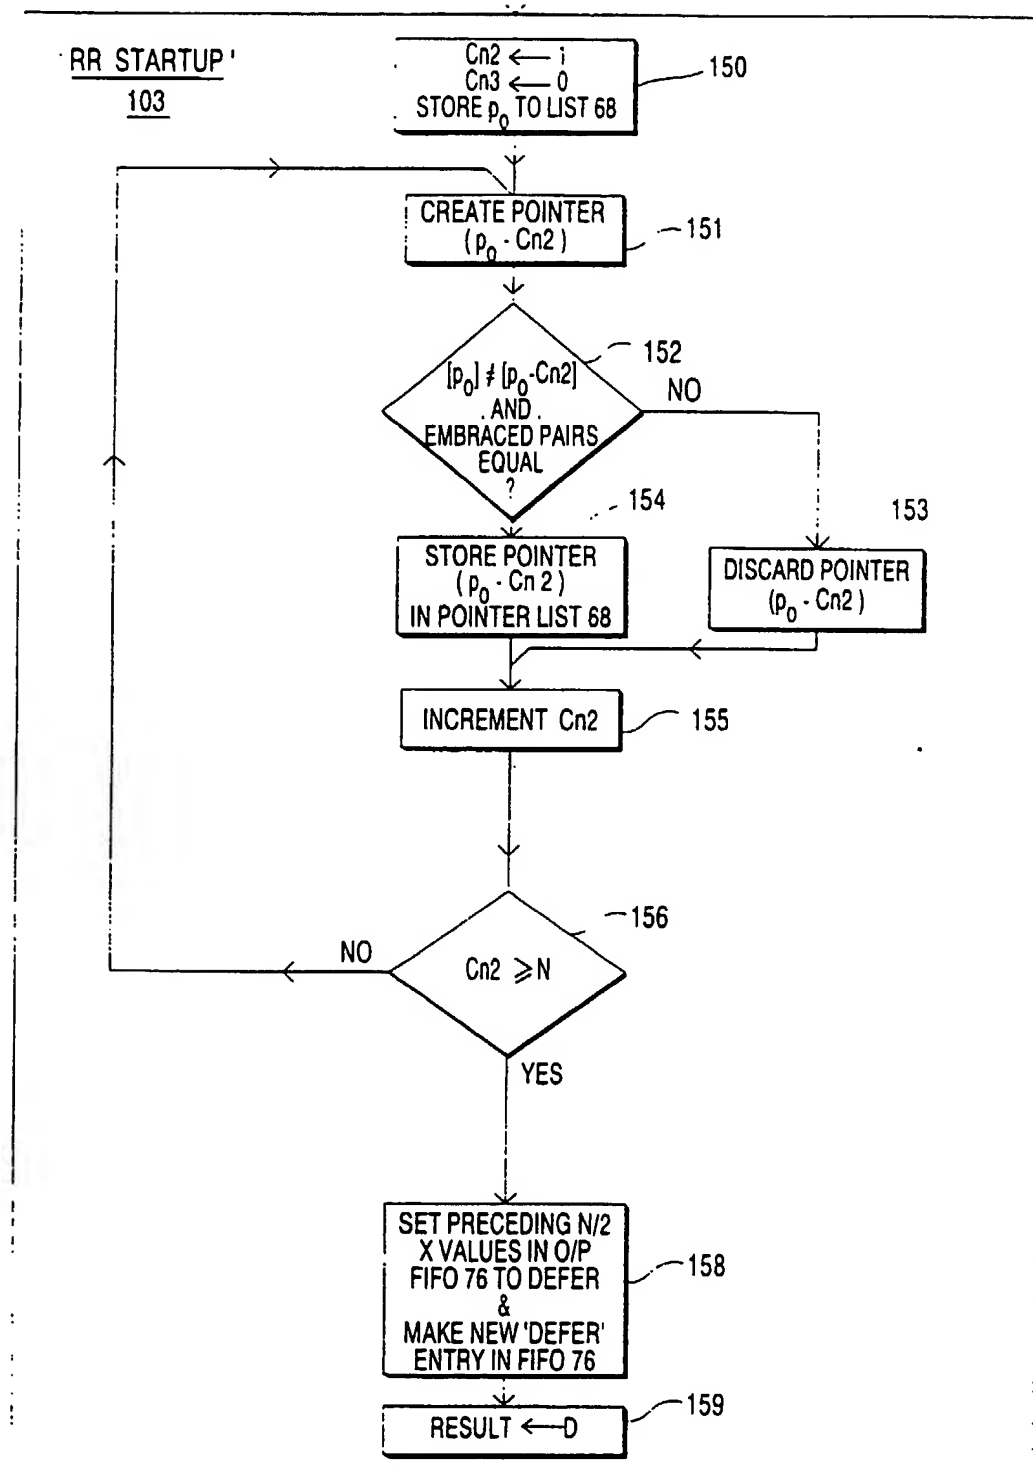 'RR STARTUP'
103
Cn2 ← i
Cn3 ← 0
STORE p0 TO LIST 68
150
CREATE POINTER
(p0 - Cn2)
151
152
[p0] ≠ [p0-Cn2]
. AND .
EMBRACED PAIRS
EQUAL
?
NO
154
STORE POINTER
(p0 - Cn 2)
IN POINTER LIST 68
153
DISCARD POINTER
(p0 - Cn2)
INCREMENT Cn2
155
156
NO
Cn2 ⩾ N
YES
SET PRECEDING N/2
X VALUES IN O/P
FIFO 76 TO DEFER
&
MAKE NEW 'DEFER'
ENTRY IN FIFO 76
158
RESULT ← D
159